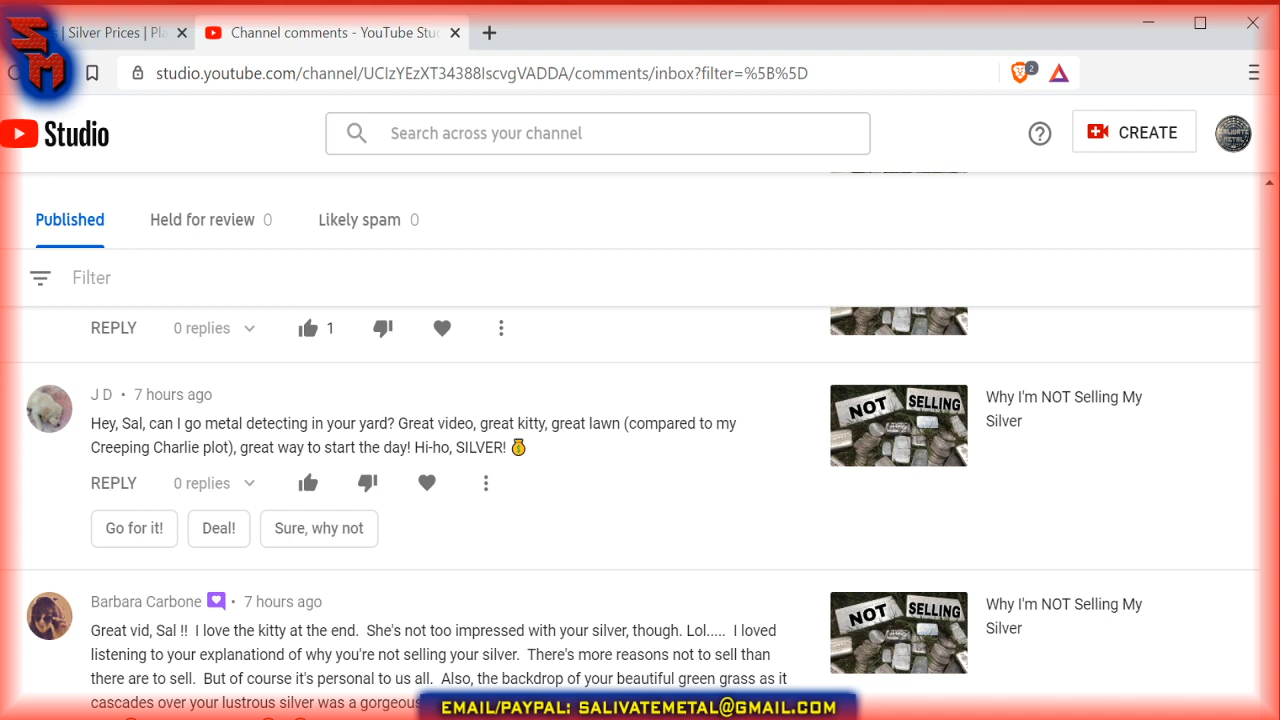 SM
| Silver Prices | Pla
Channel comments - YouTube Stud
studio.youtube.com/channel/UCIzYEzXT34388IscvgVADDA/comments/inbox?filter=%5B%5D
2
Studio
Search across your channel
CREATE
Published
Held for review 0
Likely spam 0
Filter
REPLY
0 replies
1
J D • 7 hours ago
Hey, Sal, can I go metal detecting in your yard? Great video, great kitty, great lawn (compared to my
Creeping Charlie plot), great way to start the day! Hi-ho, SILVER! 💰
NOT SELLING
Why I'm NOT Selling My
Silver
REPLY
0 replies
Go for it!
Deal!
Sure, why not
Barbara Carbone • 7 hours ago
Great vid, Sal !! I love the kitty at the end. She's not too impressed with your silver, though. Lol..... I loved
listening to your explanationd of why you're not selling your silver. There's more reasons not to sell than
there are to sell. But of course it's personal to us all. Also, the backdrop of your beautiful green grass as it
cascades over your lustrous silver was a gorgeous
NOT SELLING
Why I'm NOT Selling My
Silver
EMAIL/PAYPAL: SALIVATEMETAL@GMAIL.COM